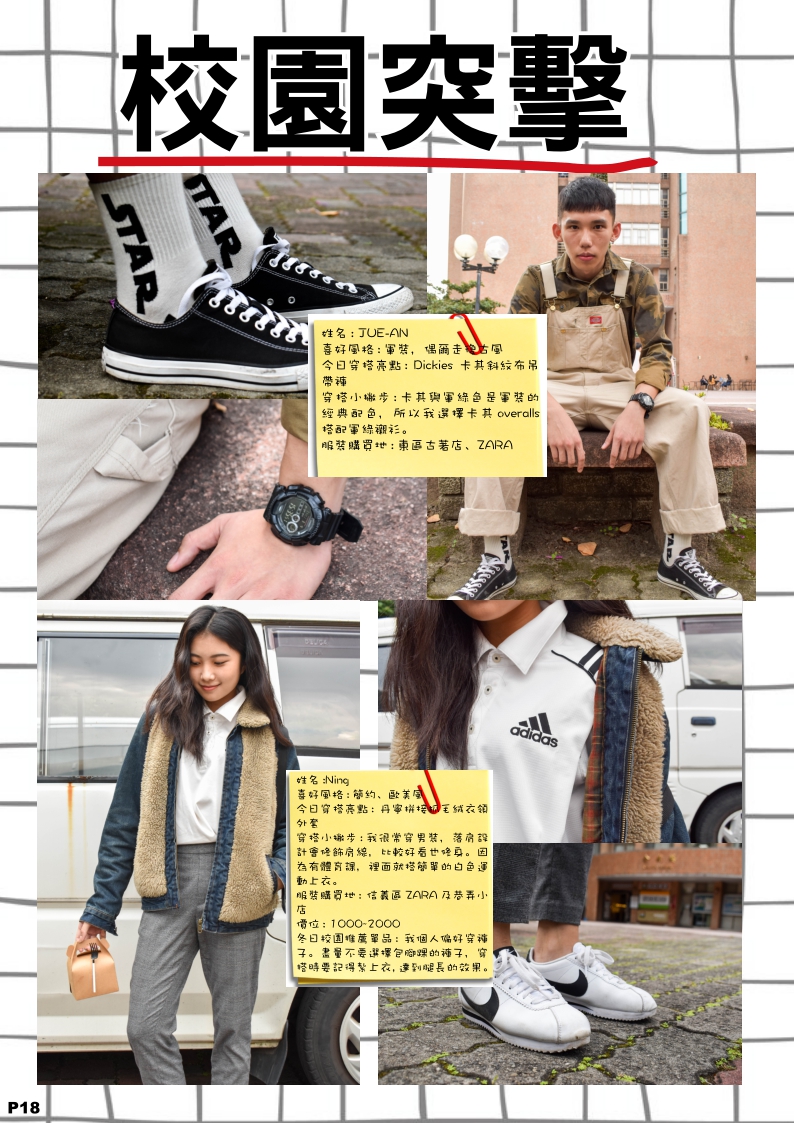 校園突擊
STAR
STAR
姓名：JUE-AN
喜好風格：軍裝，偶爾走復古風
今日穿搭亮點：Dickies 卡其斜紋布吊
帶褲
穿搭小撇步：卡其與軍綠色是軍裝的
經典配色，所以我選擇卡其 overalls
搭配軍綠襯衫。
服裝購買地：東區古著店、ZARA
adidas
姓名：Ning
喜好風格：簡約、歐美風
今日穿搭亮點：丹寧拼接 毛絨衣領
外套
穿搭小撇步：我很常穿男裝，落肩設
計會修飾肩線，比較好看也修身。因
為有體育課，裡面就搭簡單的白色運
動上衣。
服裝購買地：信義區 ZARA 及巷弄小
店
價位：1000~2000
冬日校園推薦單品：我個人偏好穿褲
子。盡量不要選擇包腳踝的褲子，穿
搭時要記得紮上衣，達到腿長的效果。
P18